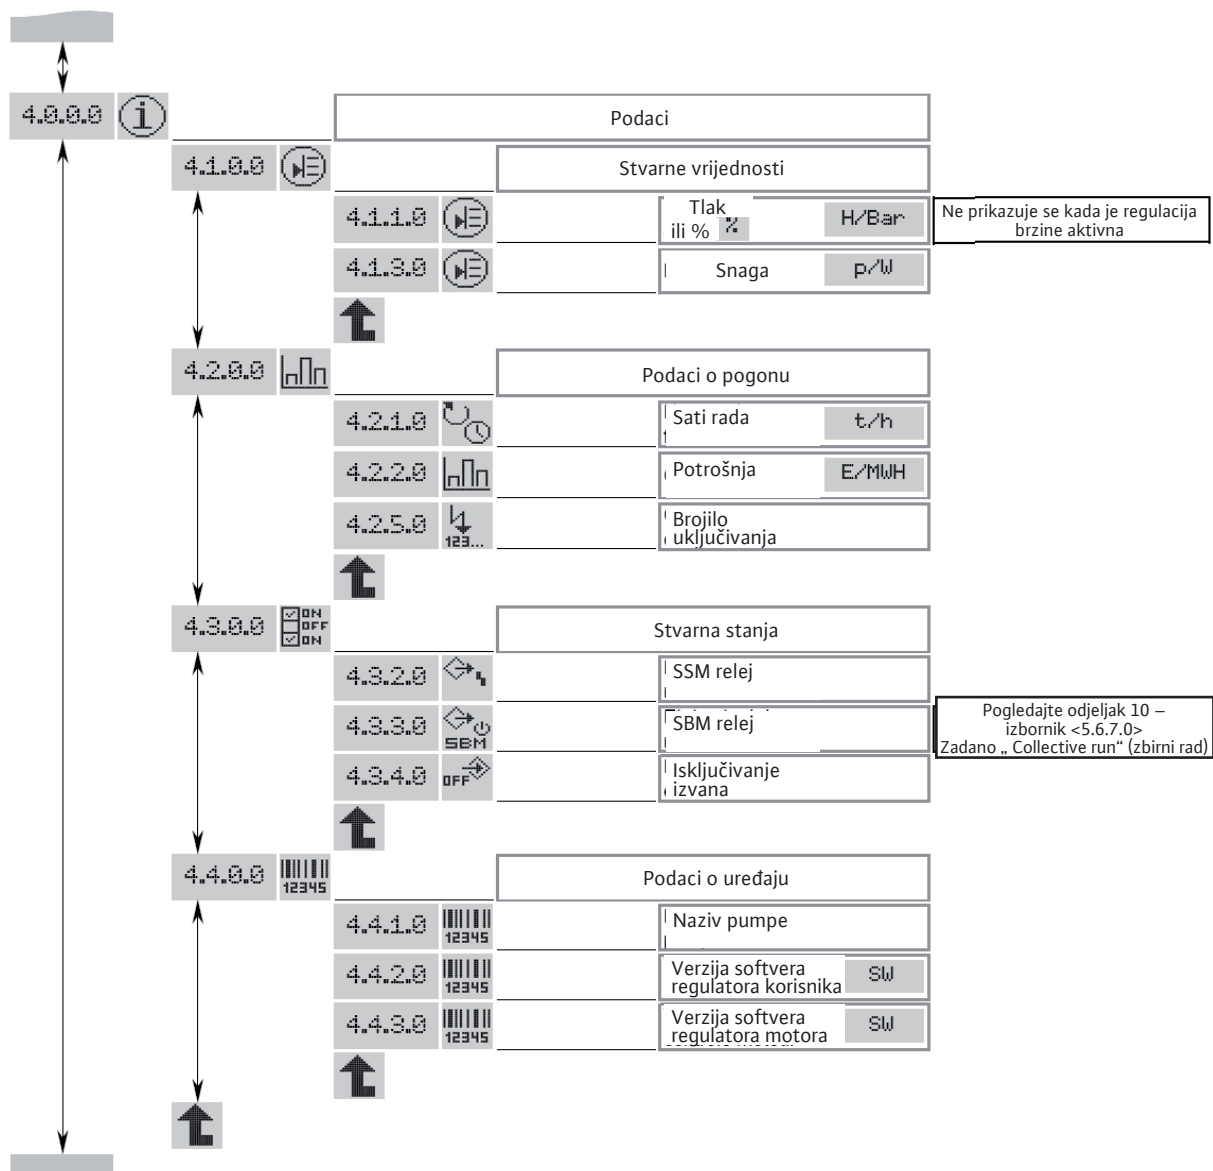 4.0.0.0 i Podaci
4.1.0.0 Stvarne vrijednosti
4.1.1.0 Tlak
ili % % H/Bar
Ne prikazuje se kada je regulacija
brzine aktivna
4.1.3.0 Snaga p/W
4.2.0.0 Podaci o pogonu
4.2.1.0 Sati rada t/h
4.2.2.0 Potrošnja E/MWH
4.2.5.0 123... Brojilo
uključivanja
4.3.0.0 ON
OFF
ON
Stvarna stanja
4.3.2.0 SSM relej
4.3.3.0 SBM SBM relej
Pogledajte odjeljak 10 –
izbornik <5.6.7.0>
Zadano „ Collective run“ (zbirni rad)
4.3.4.0 OFF Isključivanje
izvana
4.4.0.0 12345 Podaci o uređaju
4.4.1.0 12345 Naziv pumpe
4.4.2.0 12345 Verzija softvera
regulatora korisnika SW
4.4.3.0 12345 Verzija softvera
regulatora motora SW